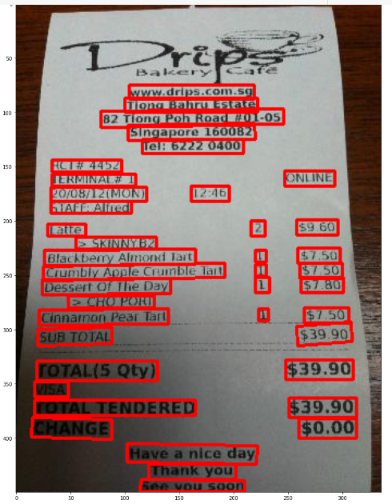 Drips
Bakery Cafe
www.drips.com.sg
Tiong Bahru Estate
82 Tiong Poh Road #01-05
Singapore 160082
Tel: 6222 0400
RCT# 4452
TERMINAL# 1 ONLINE
20/08/12(MON) 12:46
STAFF: Alfred
Latte 2 $9.60
> SKINNYB2
Blackberry Almond Tart 1 $7.50
Crumbly Apple Crumble Tart 1 $7.50
Dessert Of The Day 1 $7.80
> CHO PORT
Cinnamon Pear Tart 1 $7.50
SUB TOTAL $39.90
TOTAL(5 Qty) $39.90
VISA
TOTAL TENDERED $39.90
CHANGE $0.00
Have a nice day
Thank you
see you soon
0
50
100
150
200
250
300
350
400
0 50 100 150 200 250 300